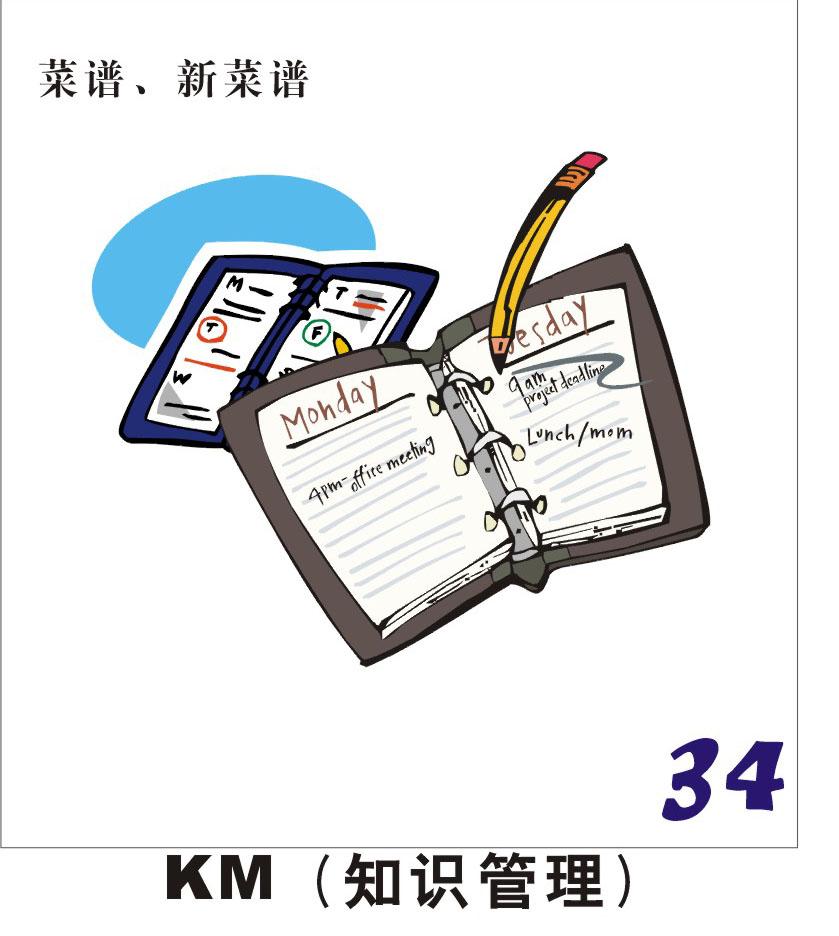 菜谱、新菜谱
M
T
T
F
W
Monday
4pm-office meeting
Tuesday
9am
project deadline
Lunch/mom
34
KM（知识管理）